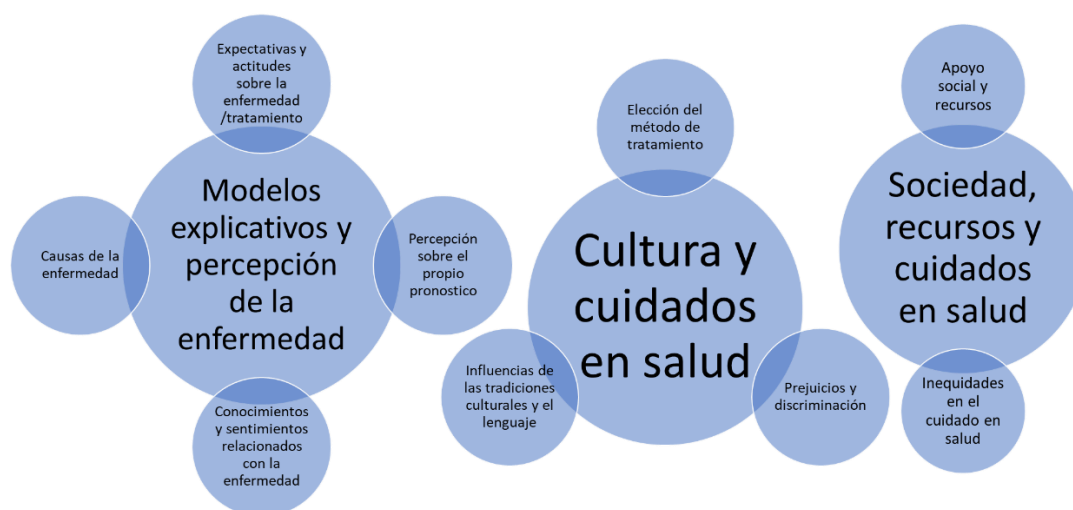 Expectativas y
actitudes
sobre la
enfermedad
/tratamiento
Modelos
explicativos y
percepción
de la
enfermedad
Causas de la
enfermedad
Percepción
sobre el
propio
pronostico
Conocimientos
y sentimientos
relacionados
con la
enfermedad
Elección del
método de
tratamiento
Cultura y
cuidados
en salud
Influencias de
las tradiciones
culturales y el
lenguaje
Prejuicios y
discriminación
Apoyo
social y
recursos
Sociedad,
recursos y
cuidados
en salud
Inequidades
en el
cuidado en
salud